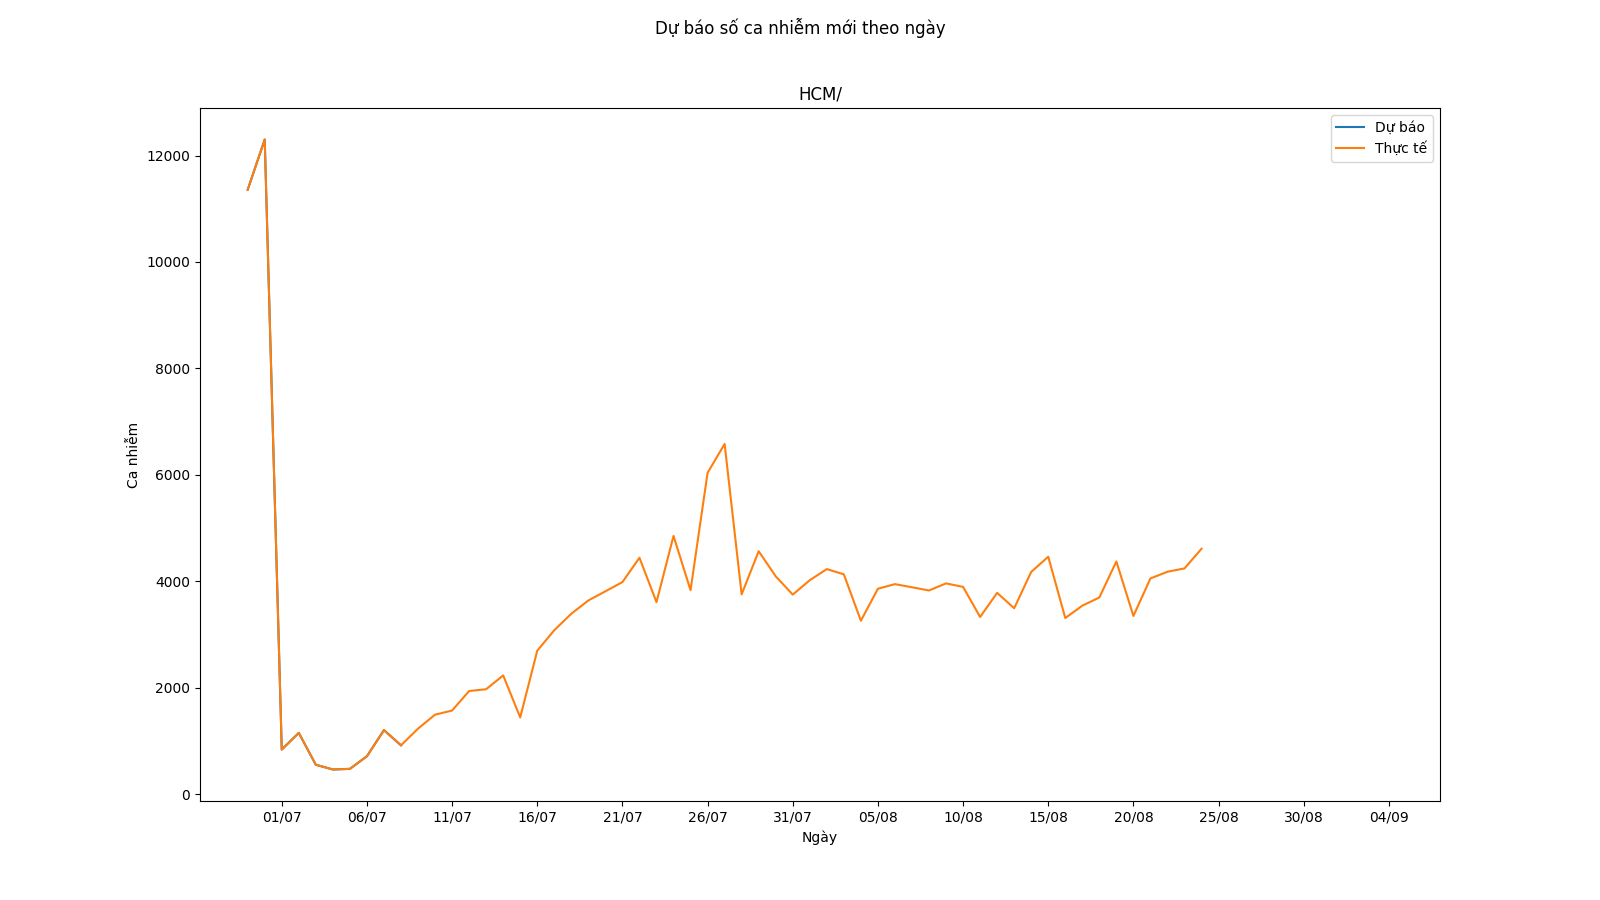 Dự báo số ca nhiễm mới theo ngày
HCM/
Dự báo
Thực tế
12000
10000
8000
6000
4000
2000
0
Ca nhiễm
01/07 06/07 11/07 16/07 21/07 26/07 31/07 05/08 10/08 15/08 20/08 25/08 30/08 04/09
Ngày